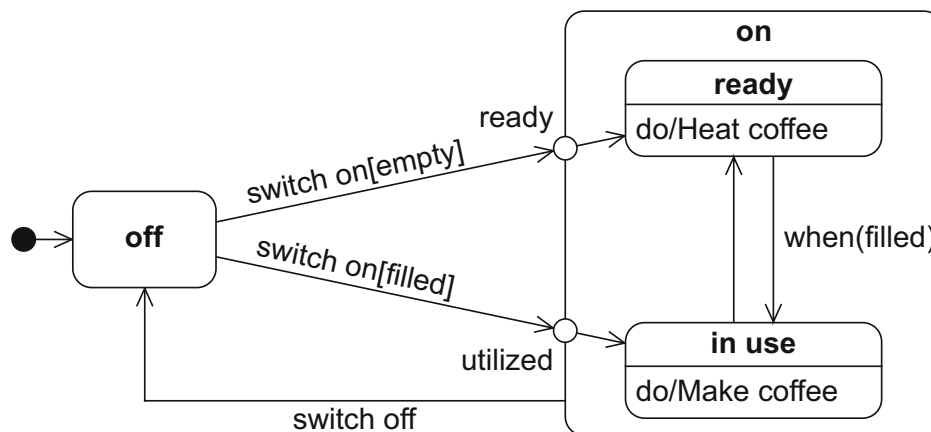 on
ready
do/Heat coffee
ready
switch on[empty]
off
switch on[filled]
when(filled)
utilized
in use
do/Make coffee
switch off